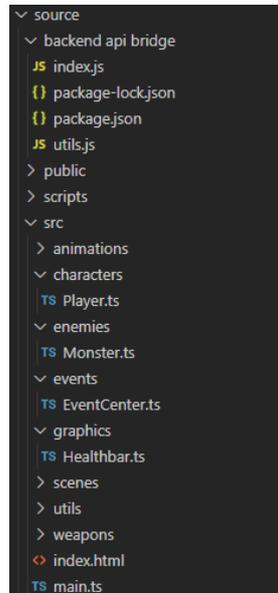 source
backend api bridge
JS index.js
{} package-lock.json
{} package.json
JS utils.js
public
scripts
src
animations
characters
TS Player.ts
enemies
TS Monster.ts
events
TS EventCenter.ts
graphics
TS Healthbar.ts
scenes
utils
weapons
<> index.html
TS main.ts